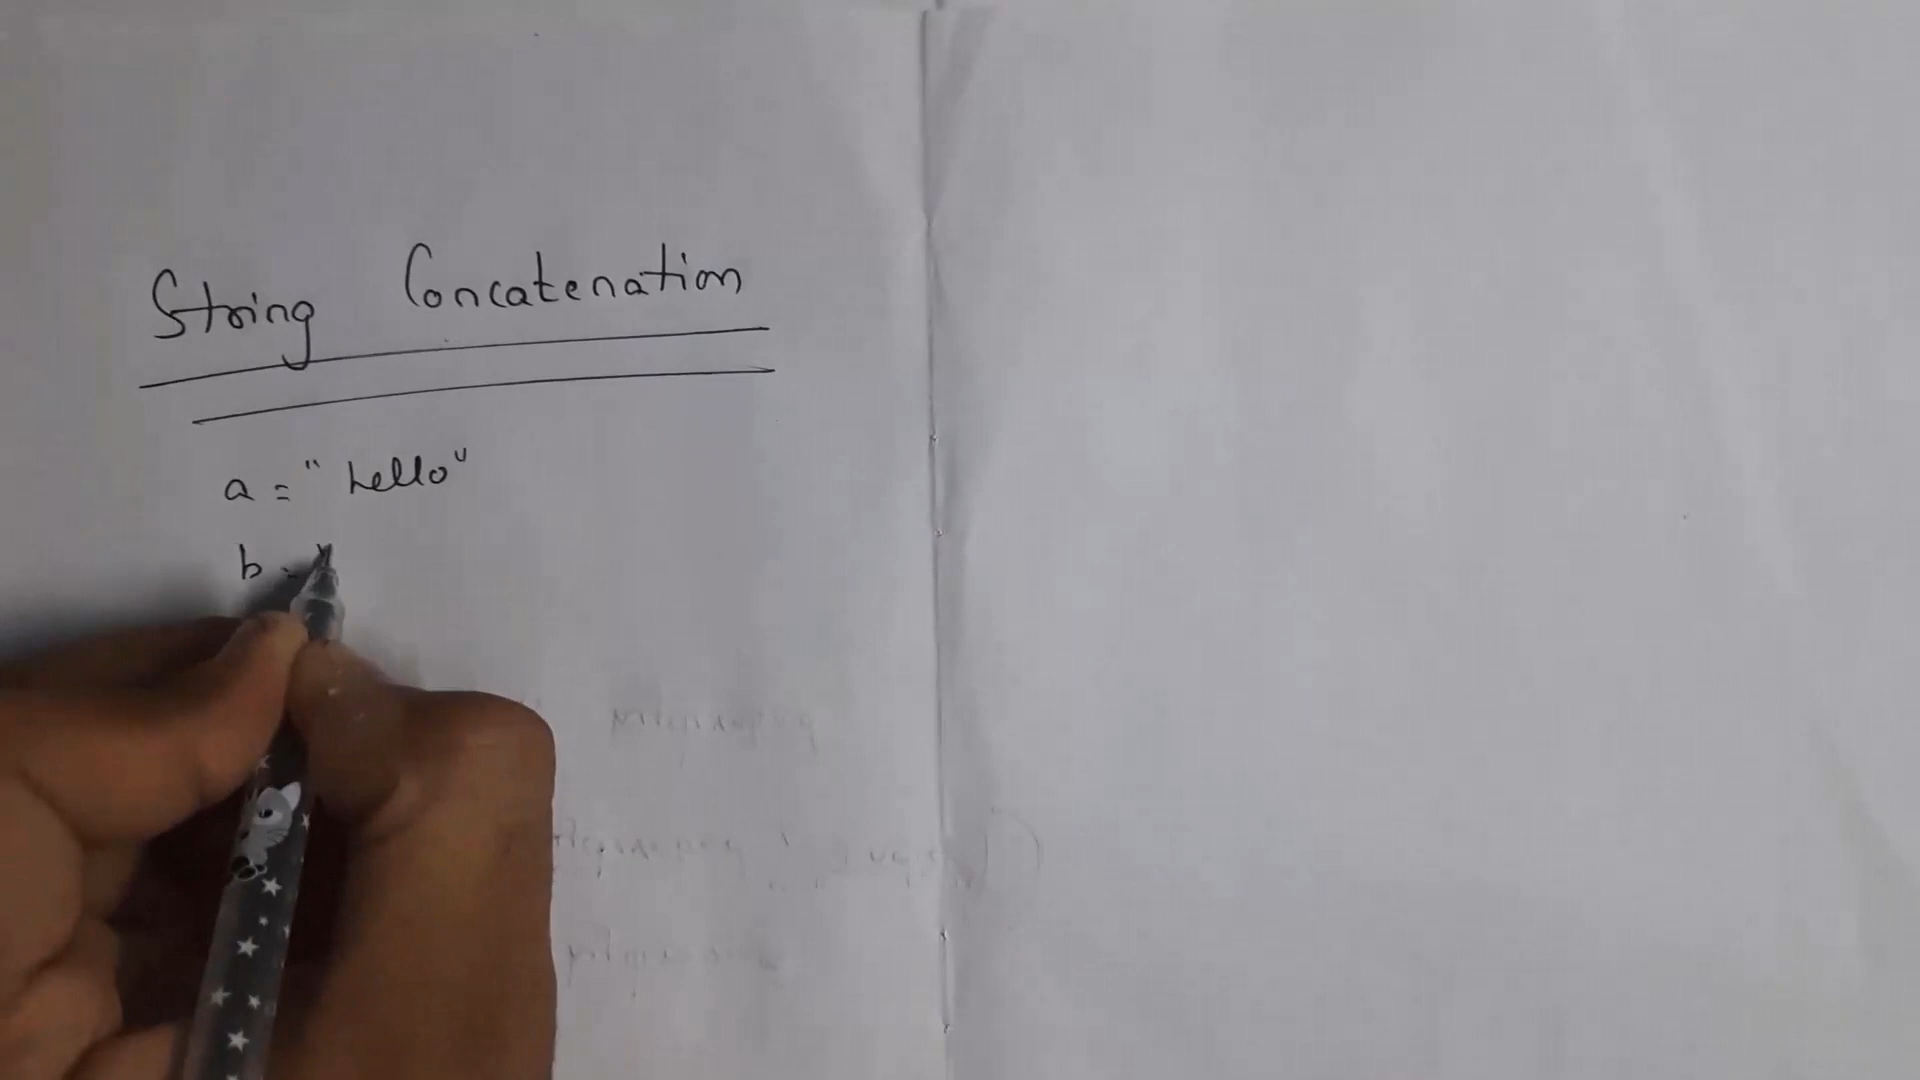 String Concatenation
a = "hello"
b = "